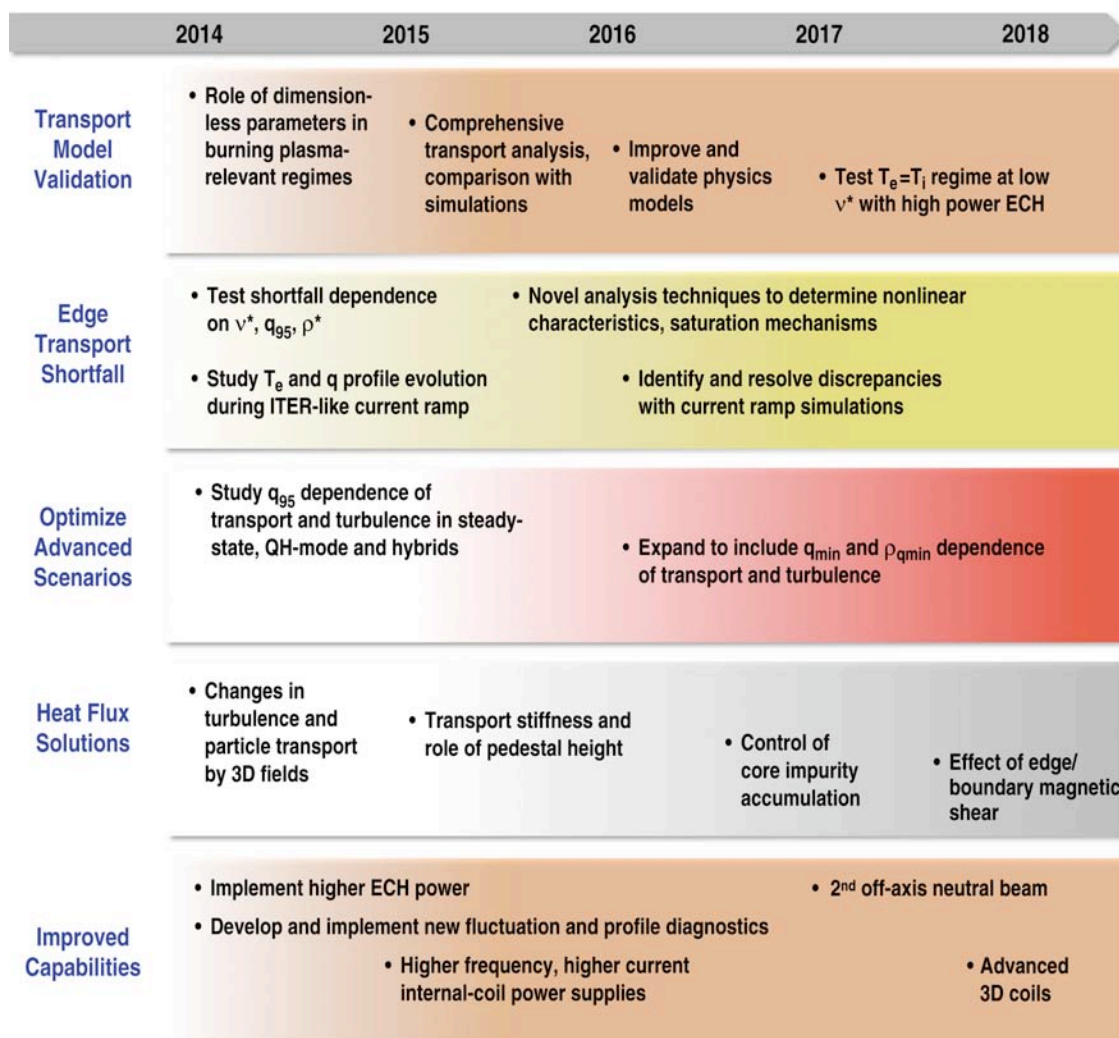 2014 2015 2016 2017 2018
Transport
Model
Validation
• Role of dimension-
less parameters in
burning plasma-
relevant regimes
• Comprehensive
transport analysis,
comparison with
simulations
• Improve and
validate physics
models
• Test Te=Ti regime at low
ν* with high power ECH
Edge
Transport
Shortfall
• Test shortfall dependence
on ν*, q95, ρ*
• Novel analysis techniques to determine nonlinear
characteristics, saturation mechanisms
• Study Te and q profile evolution
during ITER-like current ramp
• Identify and resolve discrepancies
with current ramp simulations
Optimize
Advanced
Scenarios
• Study q95 dependence of
transport and turbulence in steady-
state, QH-mode and hybrids
• Expand to include qmin and ρqmin dependence
of transport and turbulence
Heat Flux
Solutions
• Changes in
turbulence and
particle transport
by 3D fields
• Transport stiffness and
role of pedestal height
• Control of
core impurity
accumulation
• Effect of edge/
boundary magnetic
shear
Improved
Capabilities
• Implement higher ECH power
• 2nd off-axis neutral beam
• Develop and implement new fluctuation and profile diagnostics
• Higher frequency, higher current
internal-coil power supplies
• Advanced
3D coils